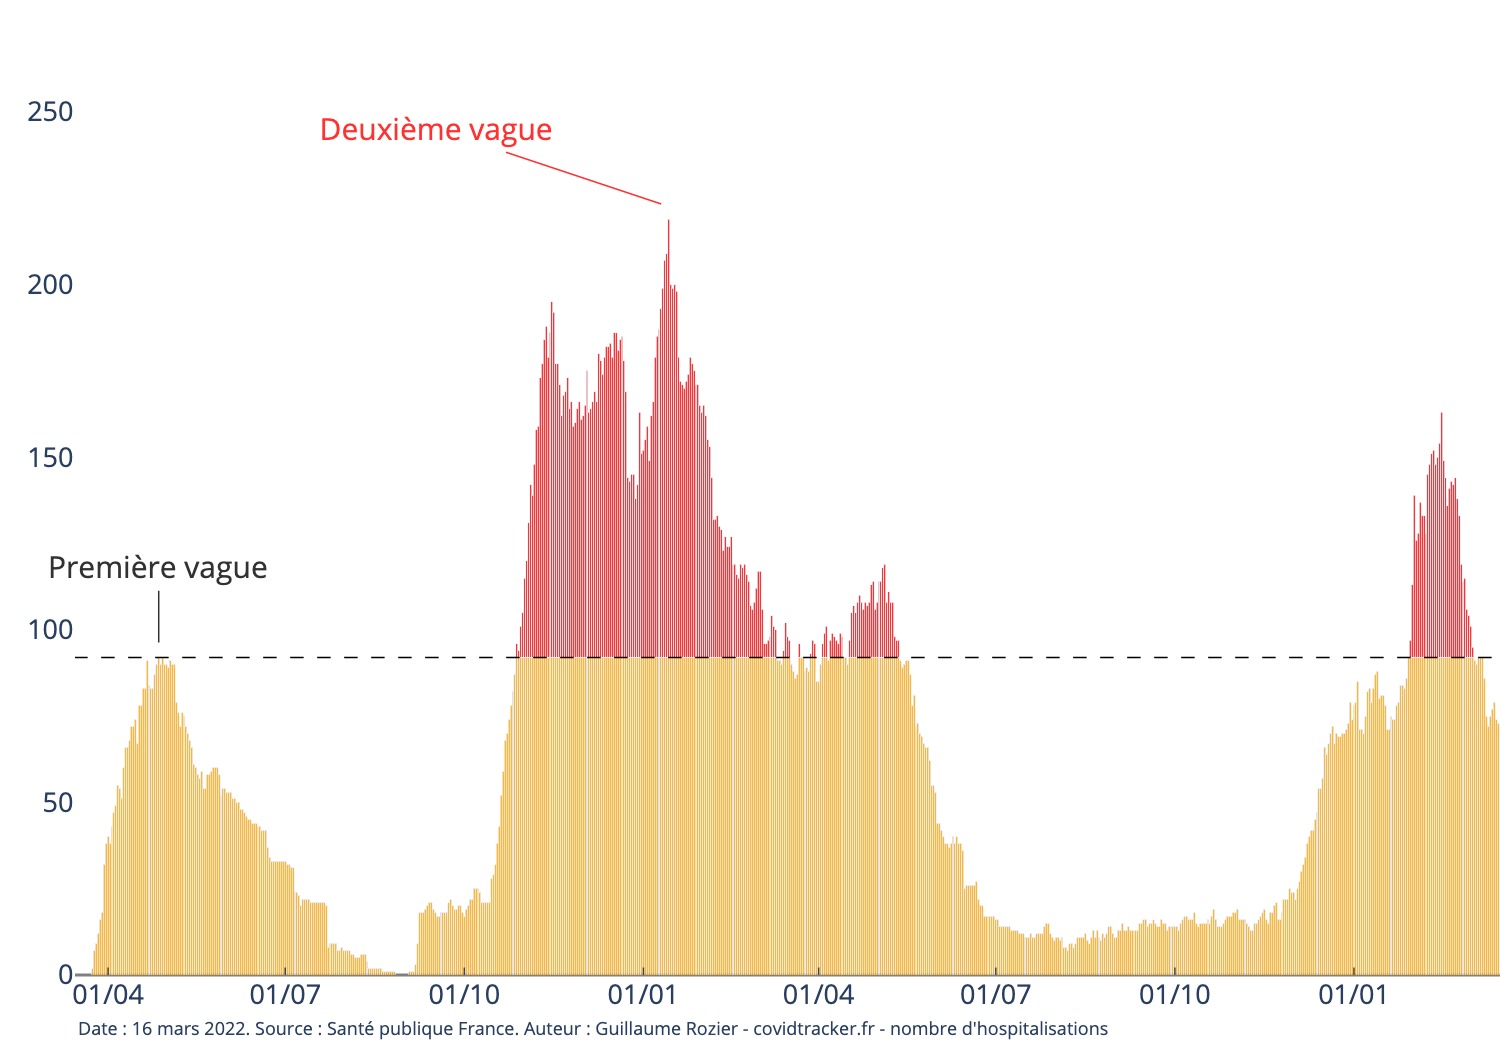 250
Deuxième vague
200
150
Première vague
100
50
0
01/04 01/07 01/10 01/01 01/04 01/07 01/10 01/01
Date : 16 mars 2022. Source : Santé publique France. Auteur : Guillaume Rozier - covidtracker.fr - nombre d'hospitalisations